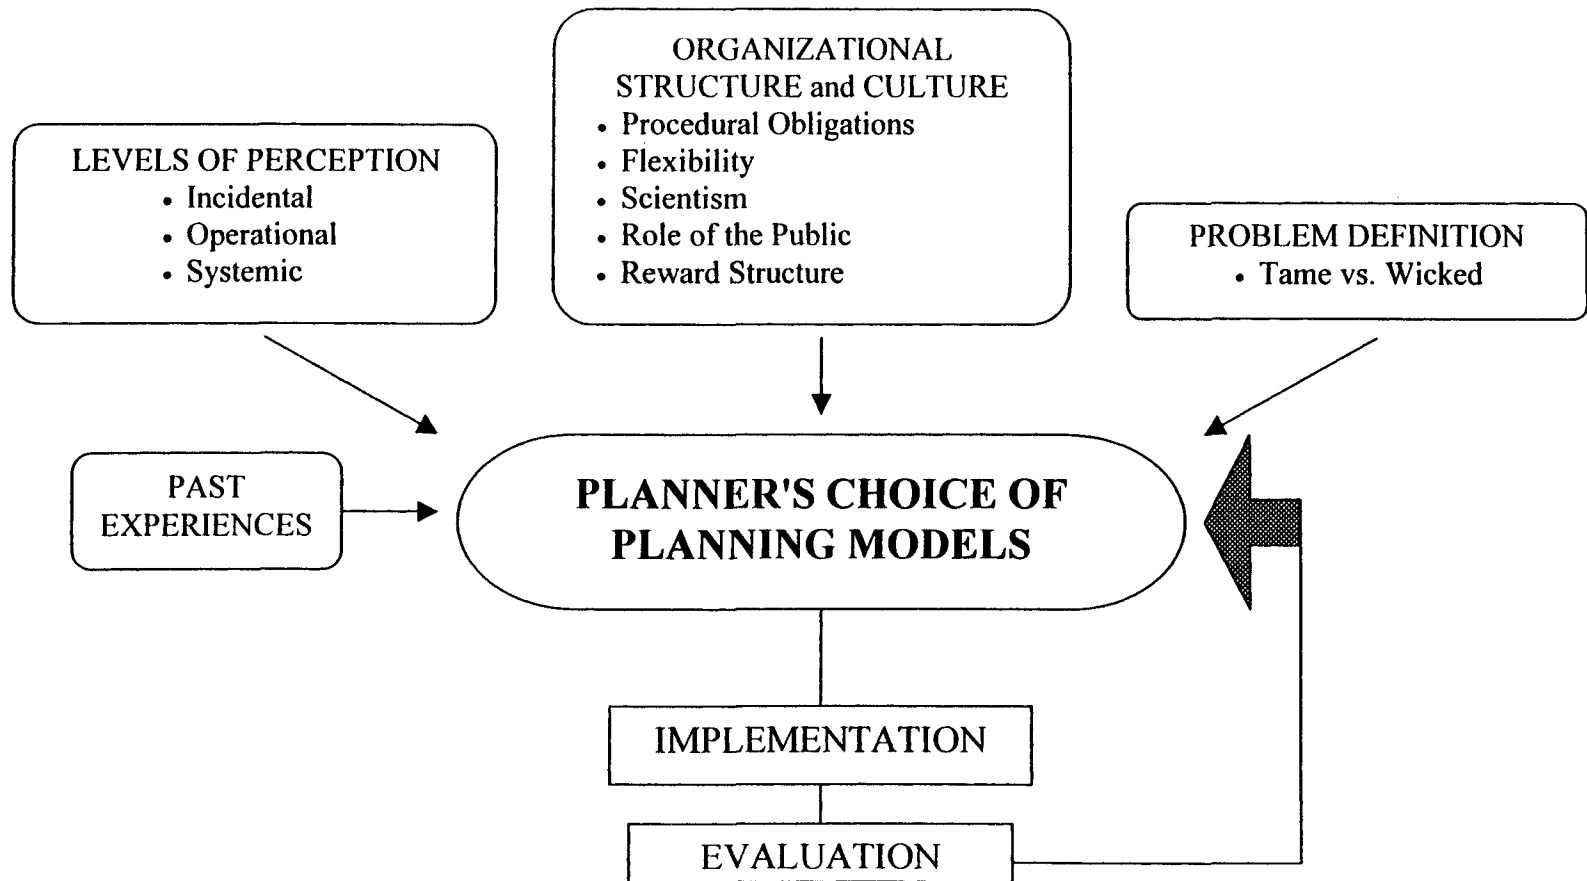 ORGANIZATIONAL
STRUCTURE and CULTURE
• Procedural Obligations
• Flexibility
• Scientism
• Role of the Public
• Reward Structure
LEVELS OF PERCEPTION
• Incidental
• Operational
• Systemic
PROBLEM DEFINITION
• Tame vs. Wicked
PAST
EXPERIENCES
PLANNER'S CHOICE OF
PLANNING MODELS
IMPLEMENTATION
EVALUATION